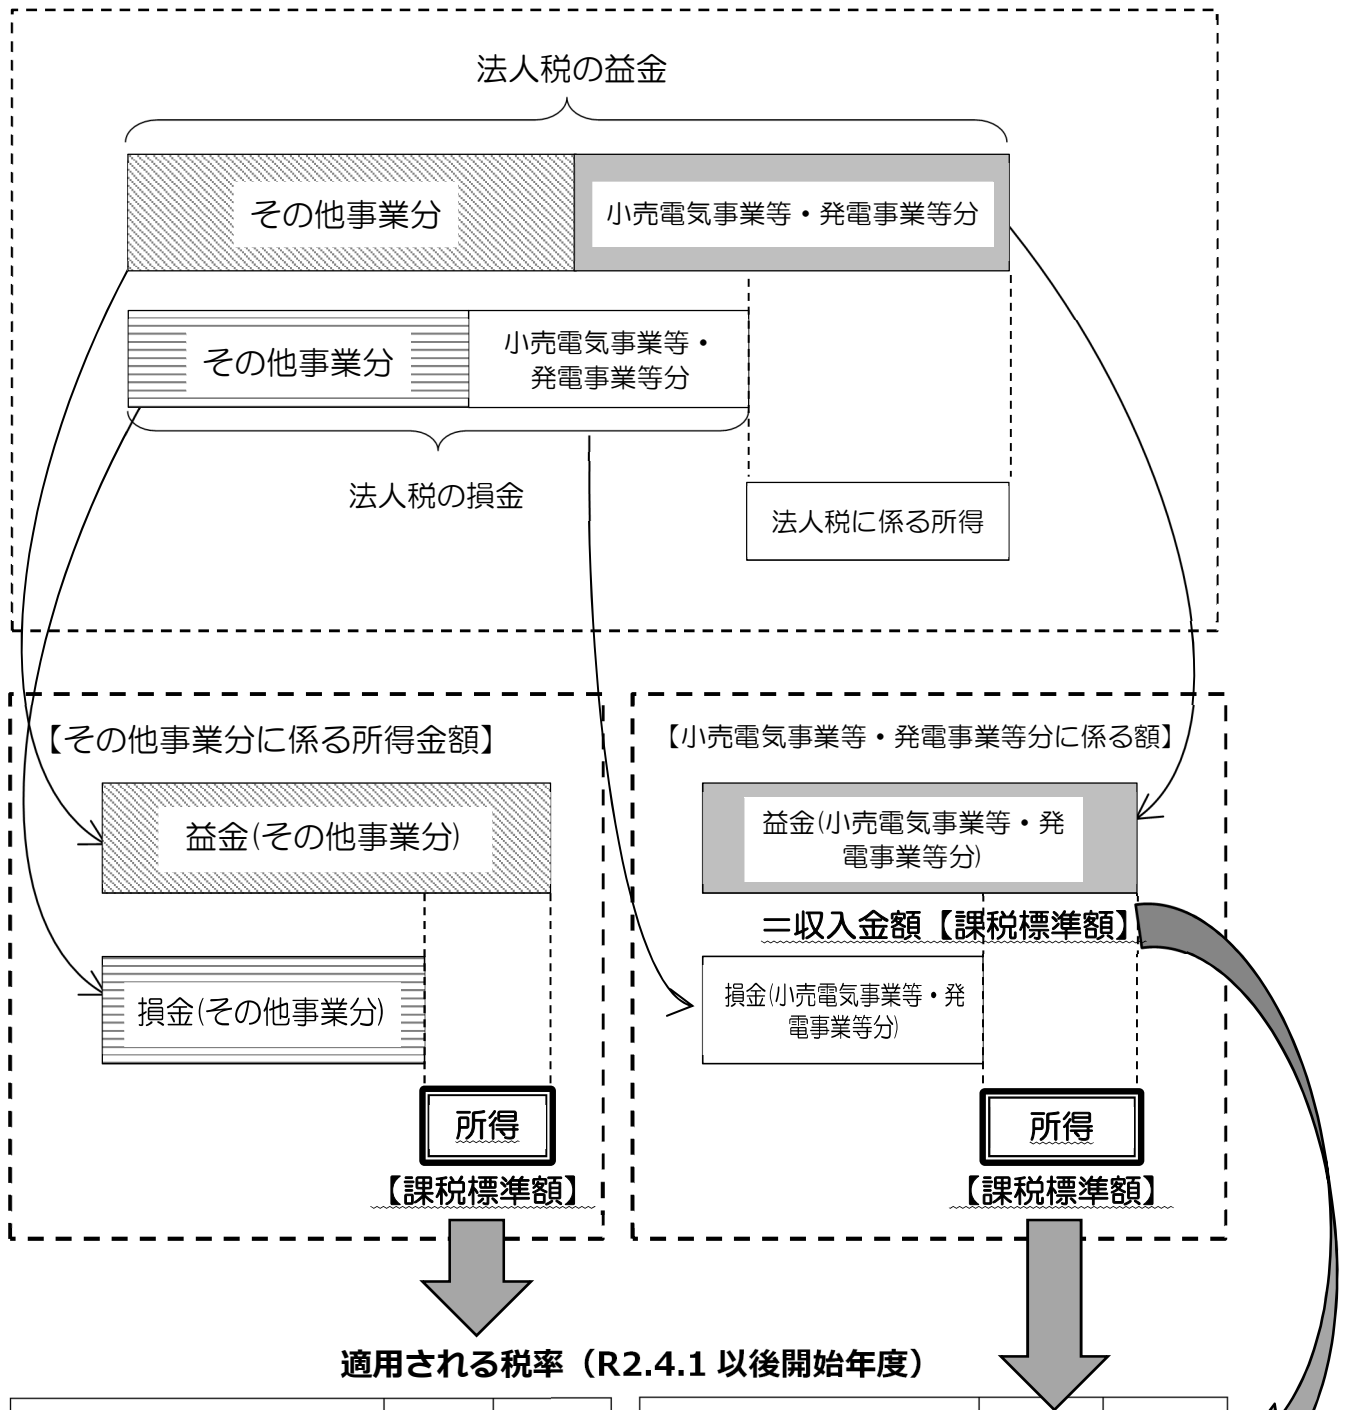 法人税の益金
その他事業分
小売電気事業等・発電事業等分
その他事業分
小売電気事業等・
発電事業等分
法人税の損金
法人税に係る所得
【その他事業分に係る所得金額】
益金(その他事業分)
損金(その他事業分)
所得
【課税標準額】
【小売電気事業等・発電事業等分に係る額】
益金(小売電気事業等・発
電事業等分)
＝収入金額【課税標準額】
損金(小売電気事業等・発
電事業等分)
所得
【課税標準額】
適用される税率（R2.4.1 以後開始年度）